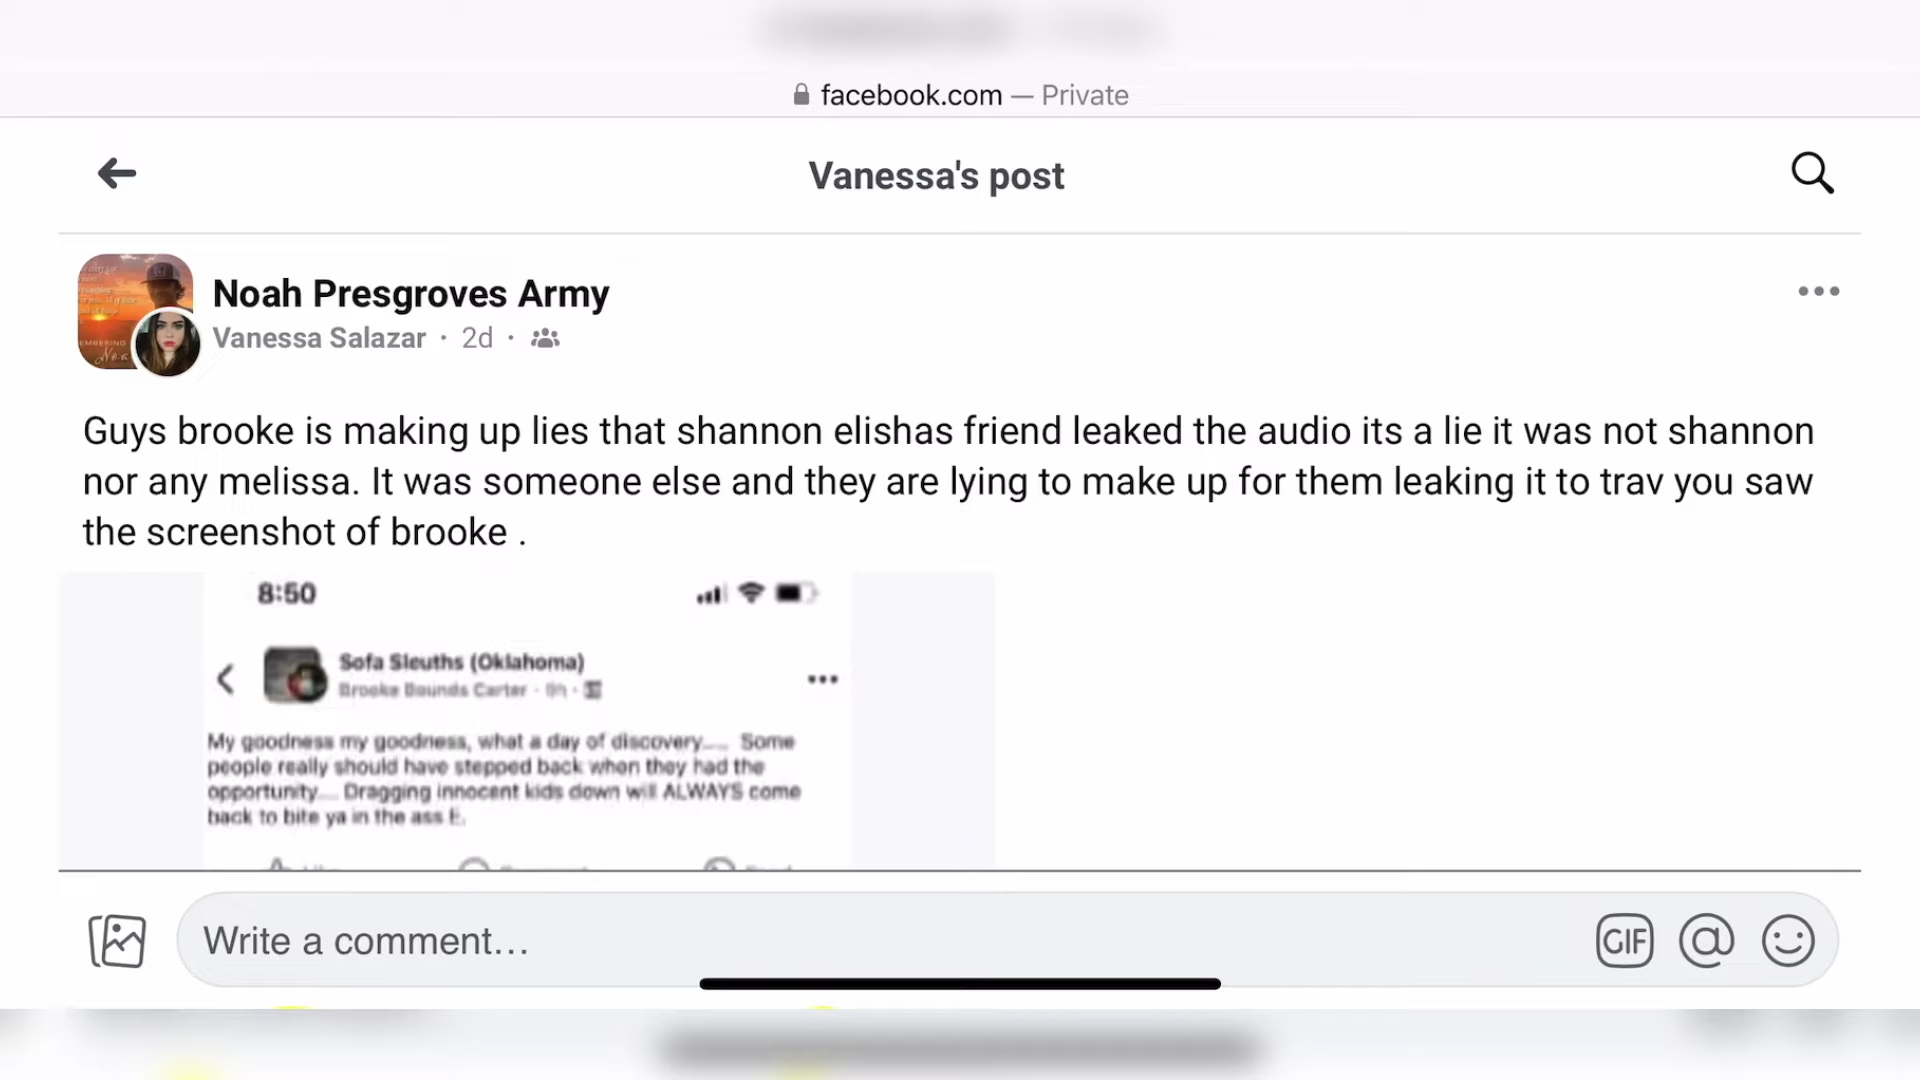 facebook.com — Private
Vanessa's post
Noah Presgroves Army
Vanessa Salazar · 2d ·
Guys brooke is making up lies that shannon elishas friend leaked the audio its a lie it was not shannon
nor any melissa. It was someone else and they are lying to make up for them leaking it to trav you saw
the screenshot of brooke .
8:50
Sofa Sleuths (Oklahoma)
Brooke Bounds Carter ·
My goodness my goodness, what a day of discovery.... Some
people really should have stepped back when they had the
opportunity.... Dragging innocent kids down will ALWAYS come
back to bite ya in the ass
Write a comment...
GIF